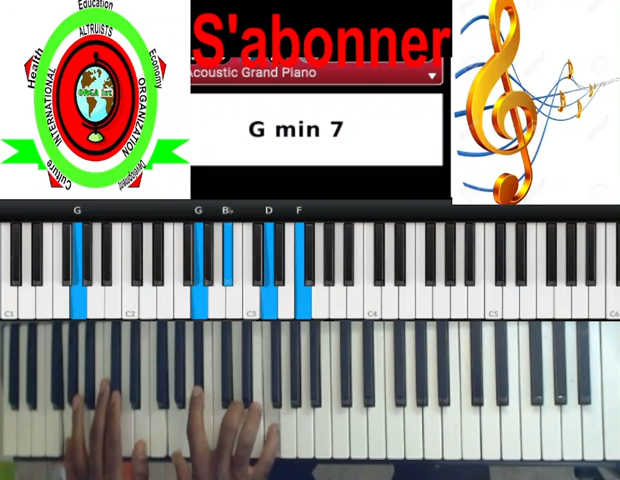 Education
ALTRUISTS
Health
Economy
INTERNATIONAL
ORGANIZATION
Culture
Development
S'abonner
Acoustic Grand Piano
G min 7
G G B♭ D F
C1 C2 C3 C4 C5 C6